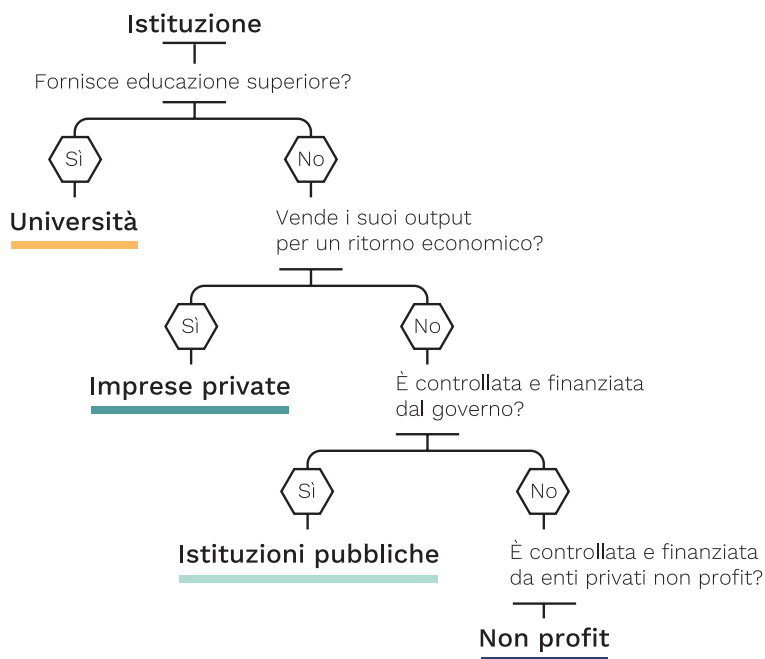 Istituzione
Fornisce educazione superiore?
Sì
No
Università
Vende i suoi output
per un ritorno economico?
Sì
No
Imprese private
È controllata e finanziata
dal governo?
Sì
No
Istituzioni pubbliche
È controllata e finanziata
da enti privati non profit?
Non profit